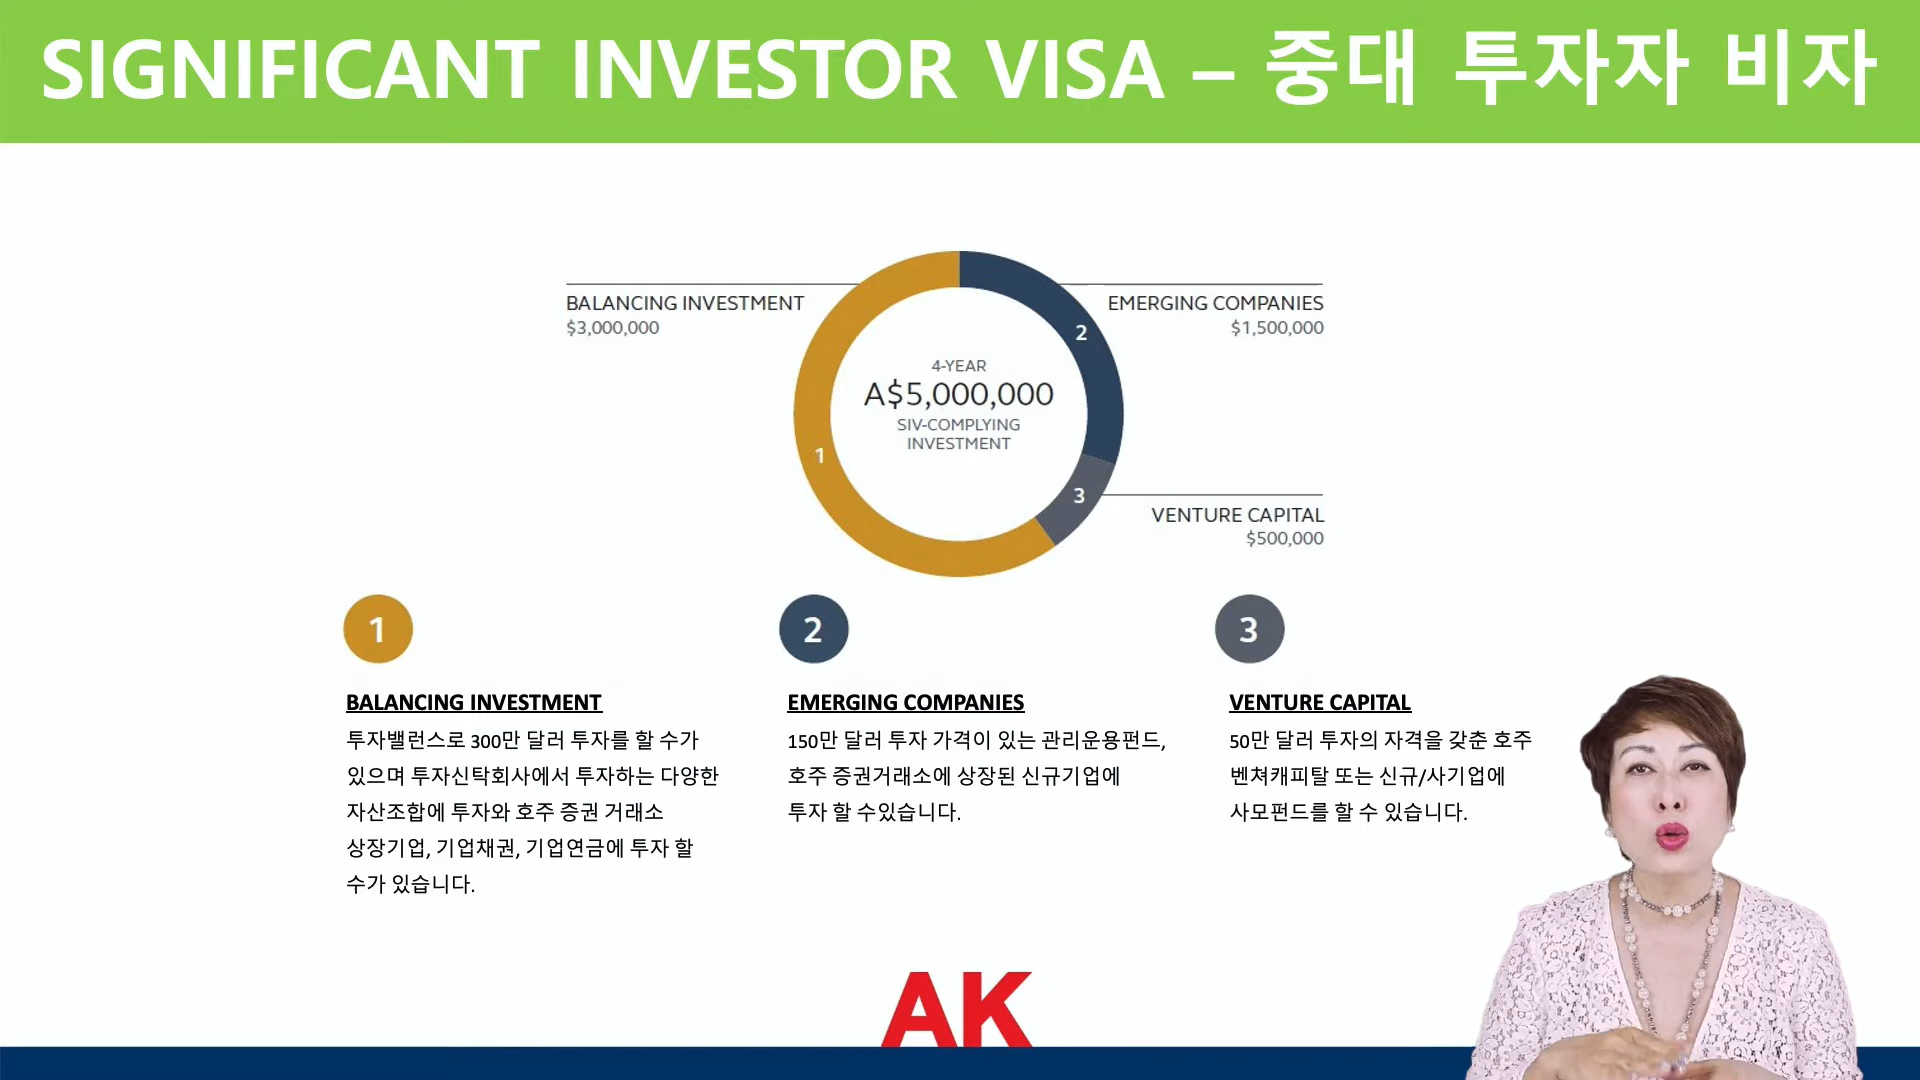 SIGNIFICANT INVESTOR VISA – 중대 투자자 비자
BALANCING INVESTMENT
$3,000,000
EMERGING COMPANIES
$1,500,000
2
4-YEAR
A$5,000,000
SIV-COMPLYING
INVESTMENT
1
3
VENTURE CAPITAL
$500,000
1
BALANCING INVESTMENT
투자밸런스로 300만 달러 투자를 할 수가
있으며 투자신탁회사에서 투자하는 다양한
자산조합에 투자와 호주 증권 거래소
상장기업, 기업채권, 기업연금에 투자 할
수가 있습니다.
2
EMERGING COMPANIES
150만 달러 투자 가격이 있는 관리운용펀드,
호주 증권거래소에 상장된 신규기업에
투자 할 수있습니다.
3
VENTURE CAPITAL
50만 달러 투자의 자격을 갖춘 호주
벤쳐캐피탈 또는 신규/사기업에
사모펀드를 할 수 있습니다.
AK